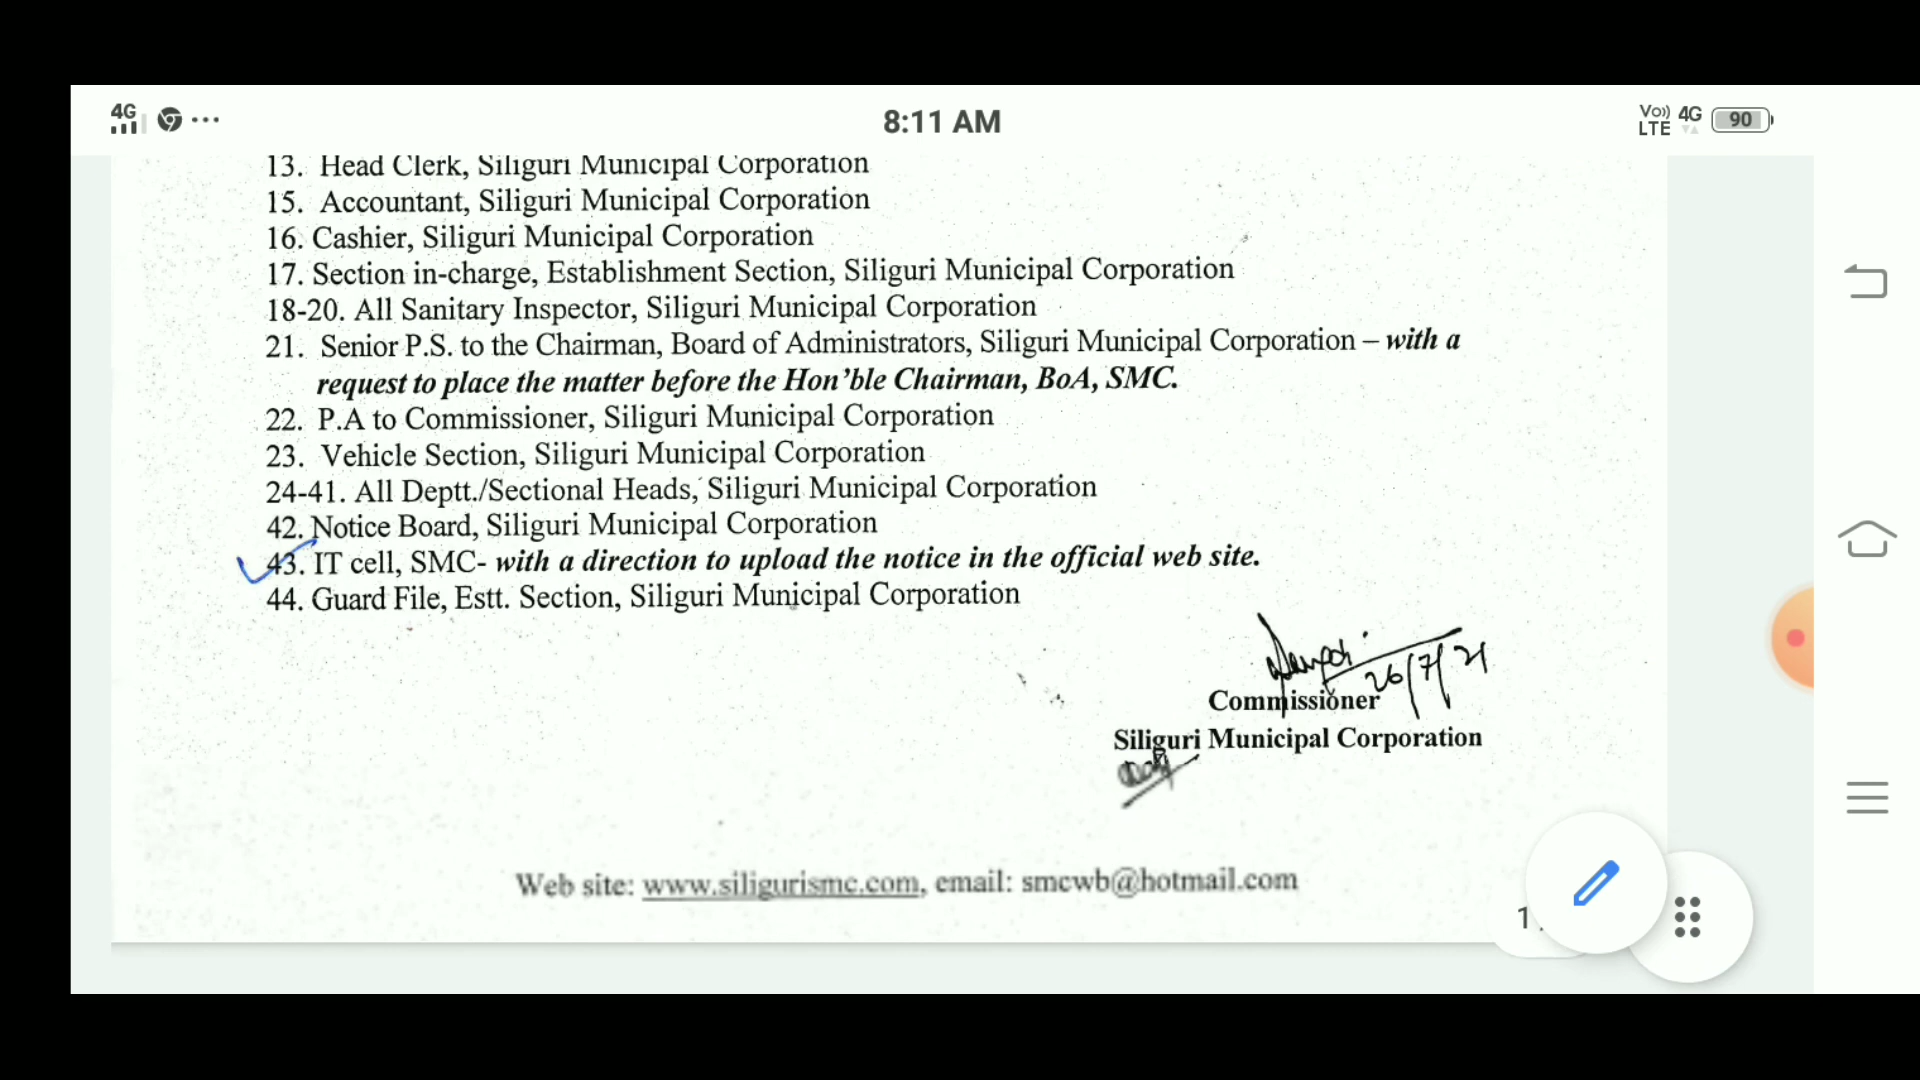 4G
8:11 AM
Vo)) LTE 4G 90
13. Head Clerk, Siliguri Municipal Corporation
15. Accountant, Siliguri Municipal Corporation
16. Cashier, Siliguri Municipal Corporation
17. Section in-charge, Establishment Section, Siliguri Municipal Corporation
18-20. All Sanitary Inspector, Siliguri Municipal Corporation
21. Senior P.S. to the Chairman, Board of Administrators, Siliguri Municipal Corporation – with a
request to place the matter before the Hon’ble Chairman, BoA, SMC.
22. P.A to Commissioner, Siliguri Municipal Corporation
23. Vehicle Section, Siliguri Municipal Corporation
24-41. All Deptt./Sectional Heads, Siliguri Municipal Corporation
42. Notice Board, Siliguri Municipal Corporation
43. IT cell, SMC- with a direction to upload the notice in the official web site.
44. Guard File, Estt. Section, Siliguri Municipal Corporation
26/7/21
Commissioner
Siliguri Municipal Corporation
Web site: www.siligurismc.com, email: smcwb@hotmail.com
1